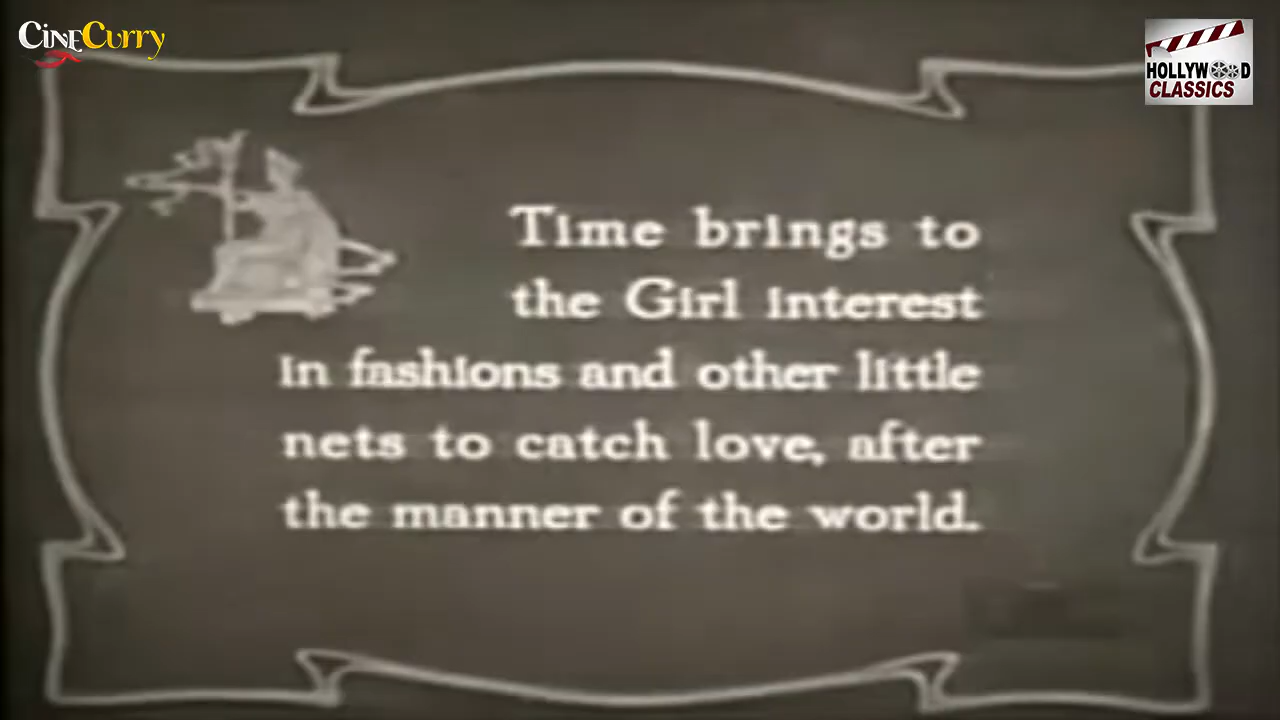 CineCurry
HOLLYWOOD
CLASSICS
Time brings to
the Girl interest
in fashions and other little
nets to catch love, after
the manner of the world.